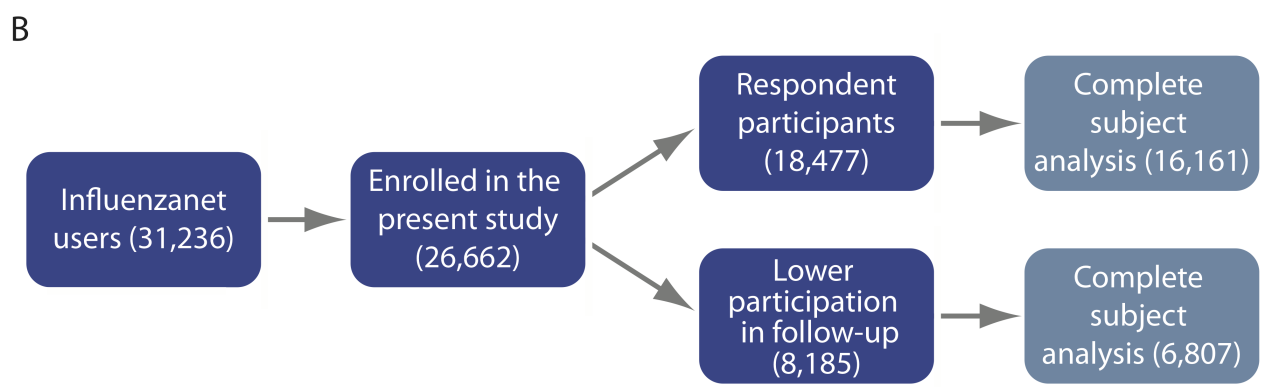 B
Influenzanet
users (31,236)
Enrolled in the
present study
(26,662)
Respondent
participants
(18,477)
Complete
subject
analysis (16,161)
Lower
participation
in follow-up
(8,185)
Complete
subject
analysis (6,807)